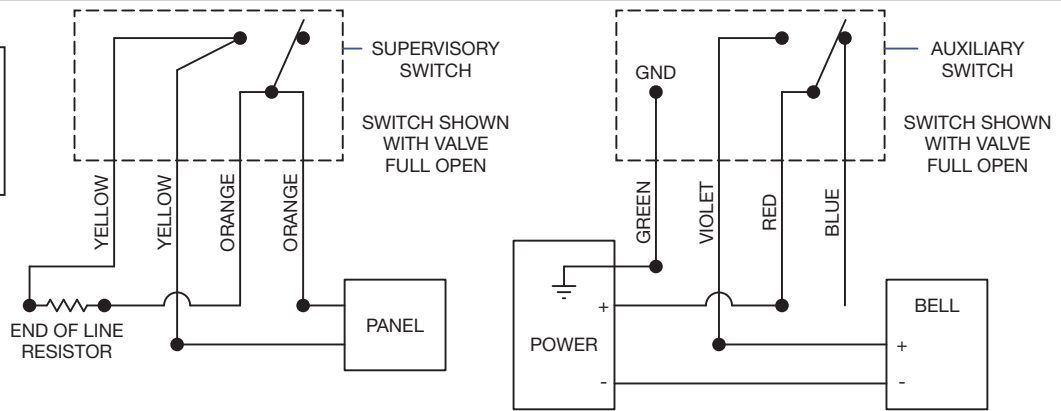 SUPERVISORY
SWITCH
SWITCH SHOWN
WITH VALVE
FULL OPEN
YELLOW
YELLOW
ORANGE
ORANGE
END OF LINE
RESISTOR
PANEL
GND
AUXILIARY
SWITCH
SWITCH SHOWN
WITH VALVE
FULL OPEN
GREEN
VIOLET
RED
BLUE
POWER
+
-
BELL
+
-